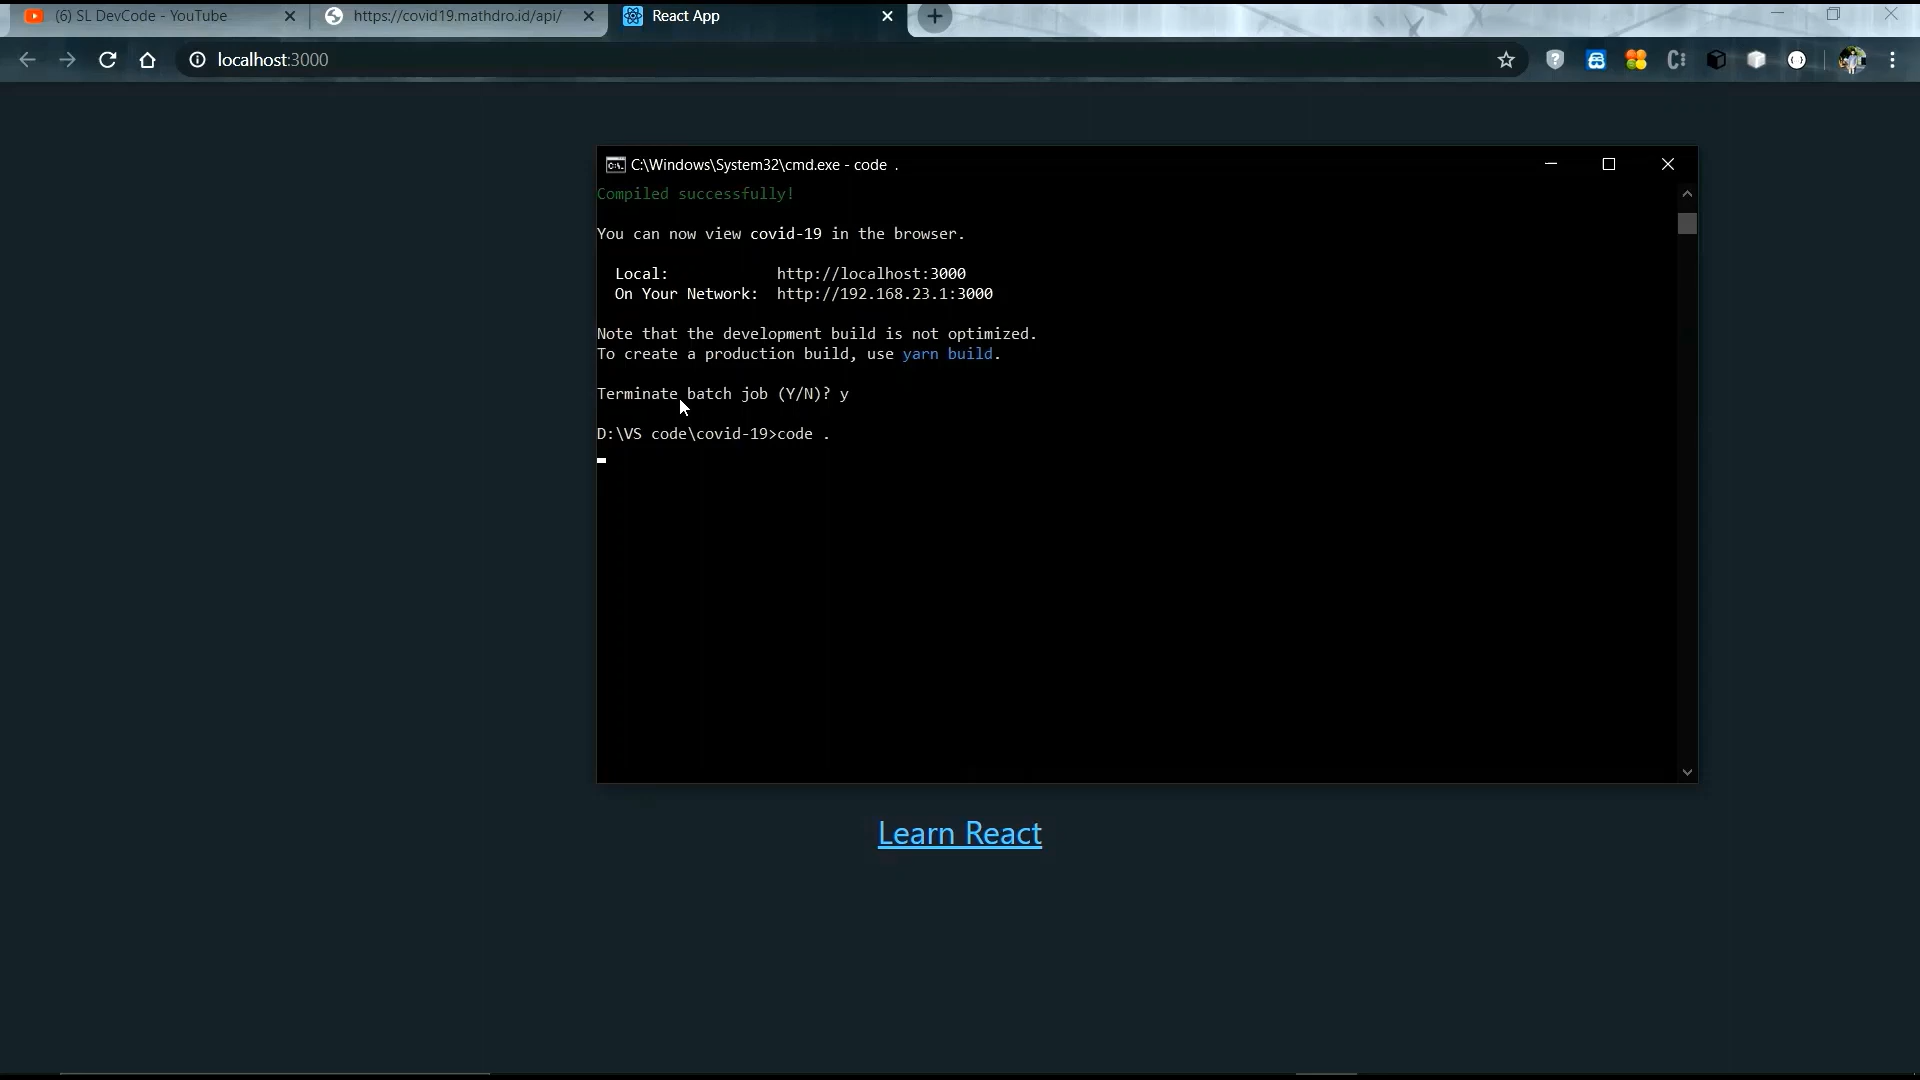 (6) SL DevCode - YouTube
https://covid19.mathdro.id/api/
React App
localhost:3000
C:\Windows\System32\cmd.exe - code  .
Compiled successfully!
You can now view covid-19 in the browser.
Local:            http://localhost:3000
On Your Network:  http://192.168.23.1:3000
Note that the development build is not optimized.
To create a production build, use yarn build.
Terminate batch job (Y/N)? y
D:\VS code\covid-19>code .
Learn React